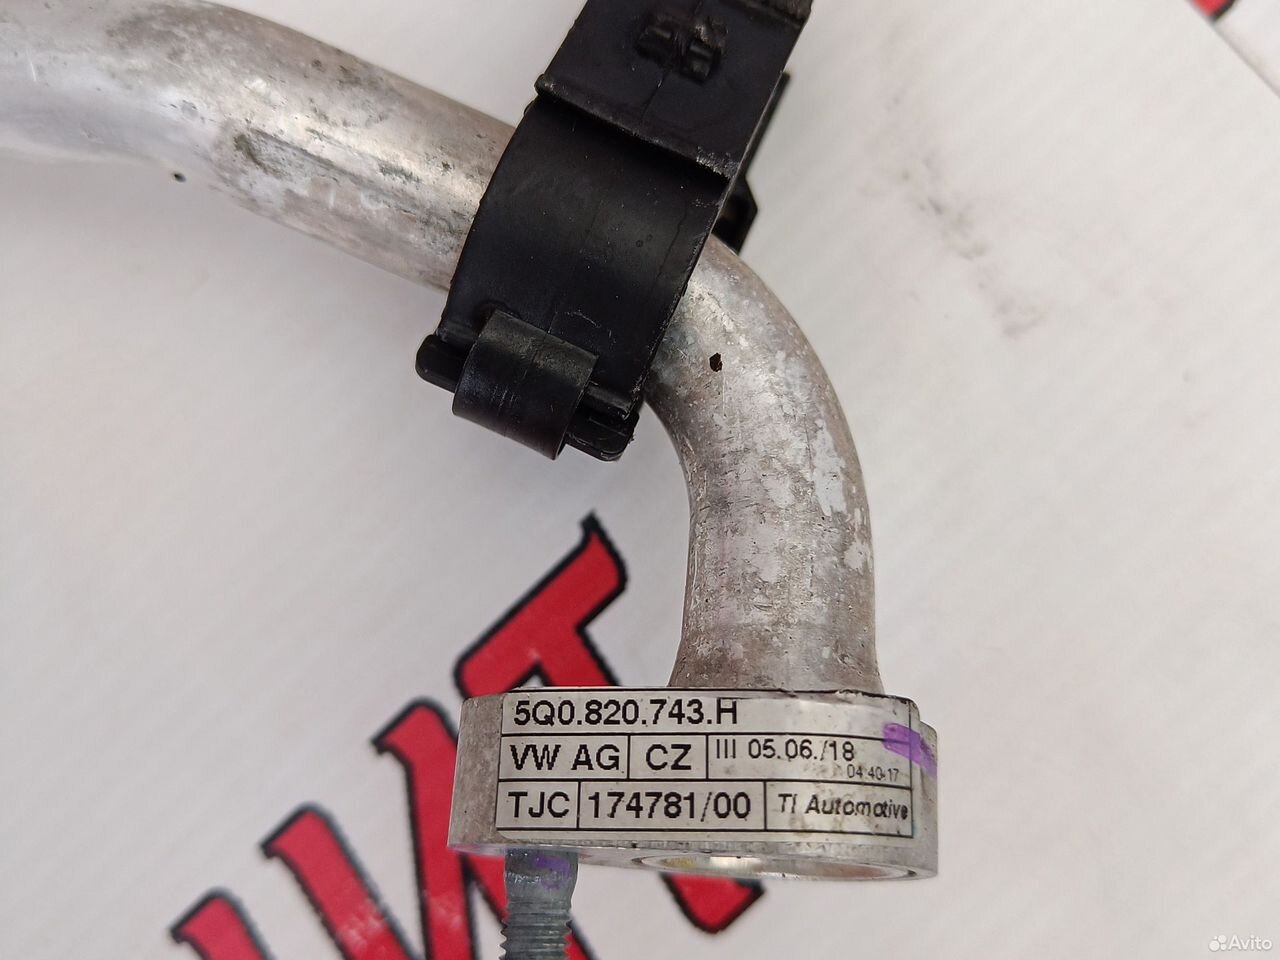 5Q0.820.743.H
VW AG CZ III 05.06./18
04:40:17
TJC 174781/00 TI Automotive
Avito